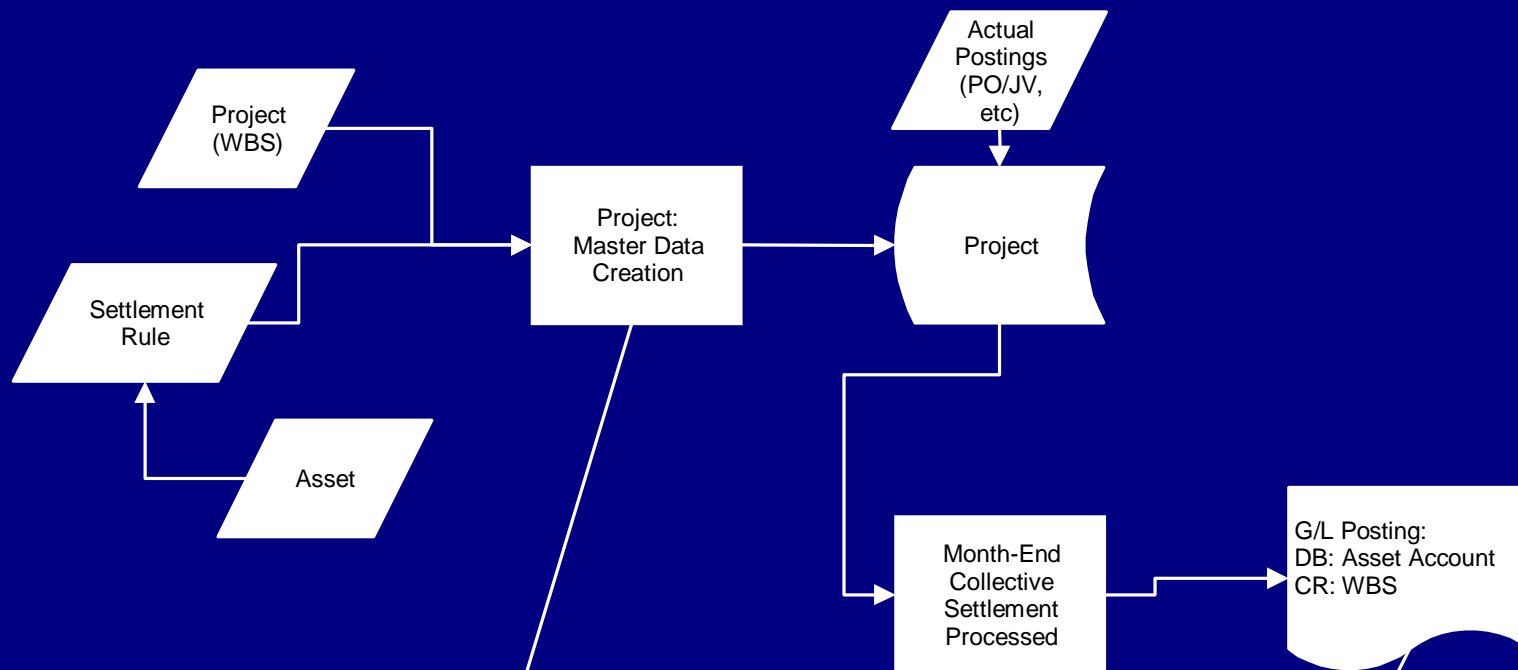 Actual
Postings
(PO/JV,
etc)
Project
(WBS)
Project:
Master Data
Creation
Project
Settlement
Rule
Asset
Month-End
Collective
Settlement
Processed
G/L Posting:
DB: Asset Account
CR: WBS